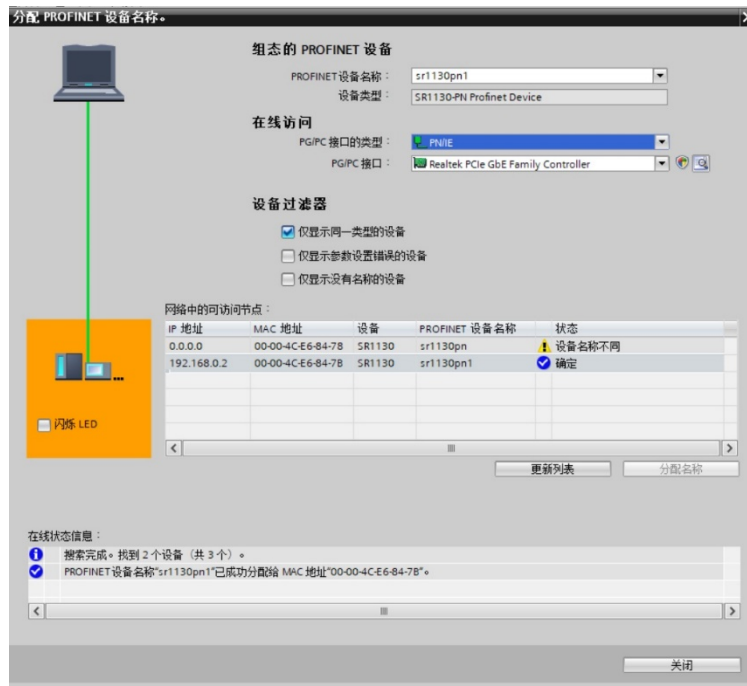 分配 PROFINET 设备名称。
组态的 PROFINET 设备
PROFINET设备名称： sr1130pn1
设备类型： SR1130-PN Profinet Device
在线访问
PG/PC 接口的类型： PN/IE
PG/PC 接口： Realtek PCIe GbE Family Controller
设备过滤器
仅显示同一类型的设备
仅显示参数设置错误的设备
仅显示没有名称的设备
网络中的可访问节点：
IP 地址 MAC 地址 设备 PROFINET 设备名称 状态
0.0.0.0 00-00-4C-E6-84-78 SR1130 sr1130pn 设备名称不同
192.168.0.2 00-00-4C-E6-84-7B SR1130 sr1130pn1 确定
闪烁 LED
更新列表 分配名称
在线状态信息：
搜索完成。找到 2 个设备（共 3 个）。
PROFINET设备名称“sr1130pn1”已成功分配给 MAC 地址“00-00-4C-E6-84-7B”。
关闭